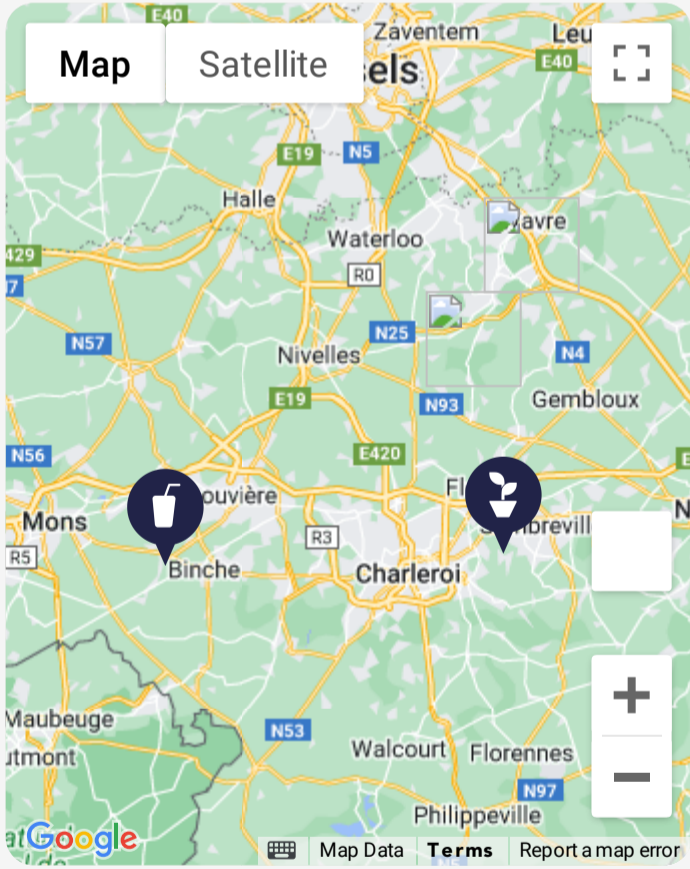 E40
Zaventem
Leu
Map
Satellite
sels
E40
E19
N5
Halle
avre
Waterloo
429
R0
7
N25
N57
Nivelles
N4
E19
N93
Gembloux
N56
E420
E
ouvière
Fl
Mons
mbrevill
N
R3
R5
Binche
Charleroi
+
Maubeuge
N53
utmont
Walcourt
Florennes
−
N97
Philippeville
Google
Map Data
Terms
Report a map error